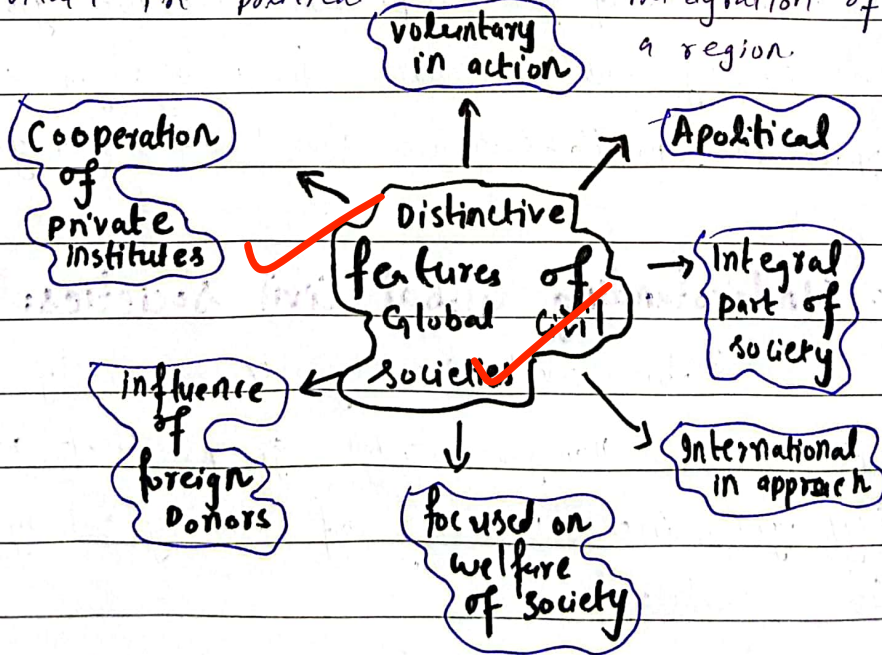 a region
voluntary
in action
Apolitical
Cooperation
of
private
institutes
Distinctive
features of
Global civil
societies
Integral
part of
society
influence
of
foreign
Donors
International
in approach
focused on
welfare
of society